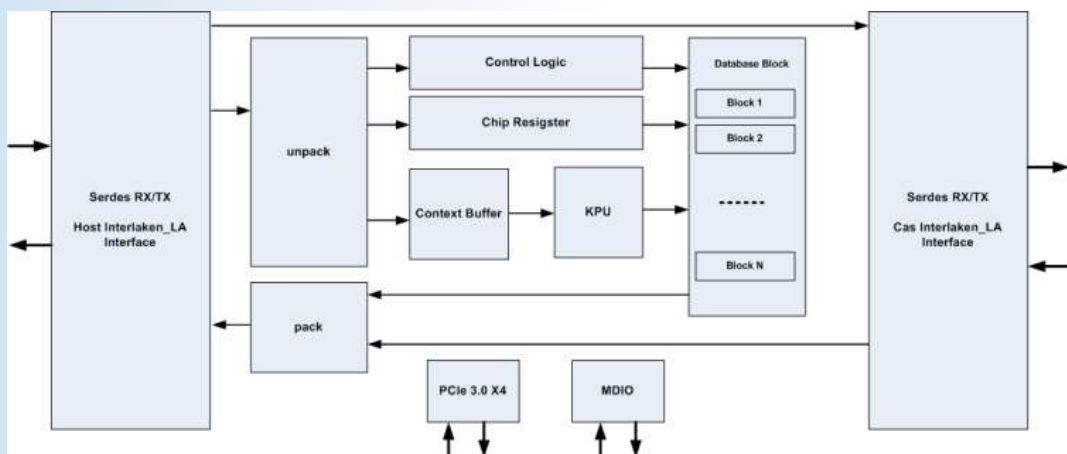 Serdes RX/TX
Host Interlaken_LA
Interface
unpack
Control Logic
Chip Resigster
Context Buffer
KPU
Database Block
Block 1
Block 2
Block N
Serdes RX/TX
Cas Interlaken_LA
Interface
pack
PCIe 3.0 X4
MDIO